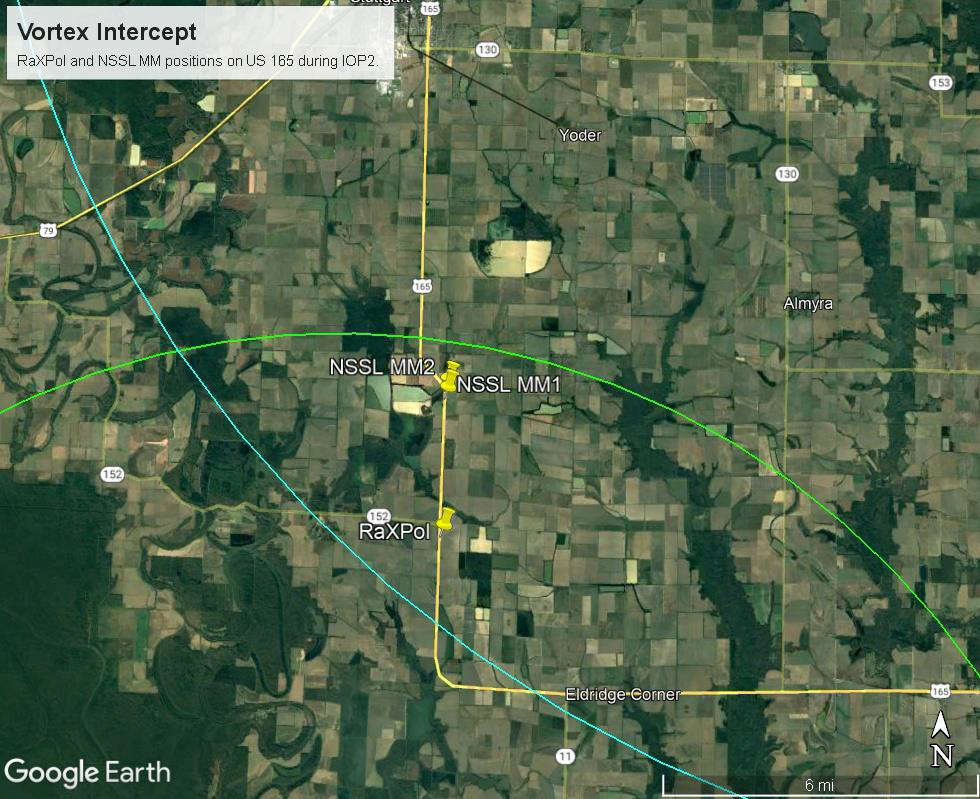 Stuttgart
165
Vortex Intercept
RaXPol and NSSL MM positions on US 165 during IOP2.
130
153
Yoder
130
79
165
Almyra
NSSL MM2
NSSL MM1
152
152
RaXPol
Eldridge Corner
165
11
N
Google Earth
6 mi